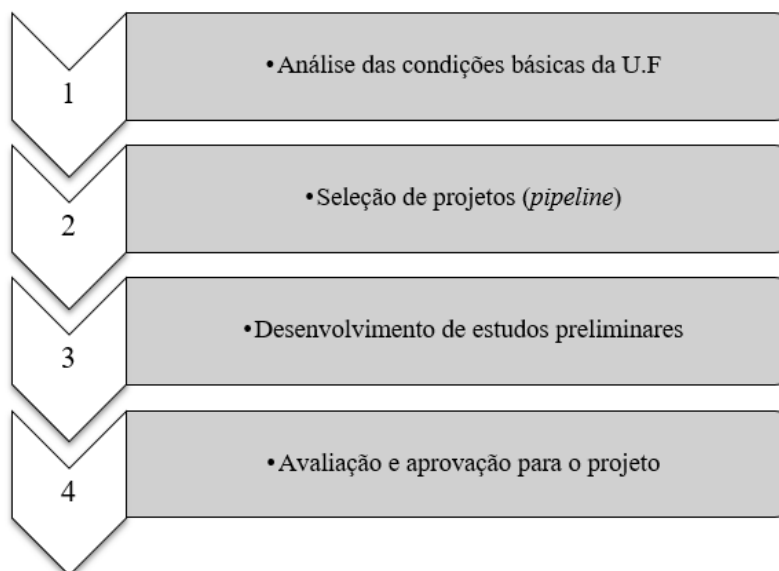 1
•Análise das condições básicas da U.F
2
•Seleção de projetos (pipeline)
3
•Desenvolvimento de estudos preliminares
4
•Avaliação e aprovação para o projeto